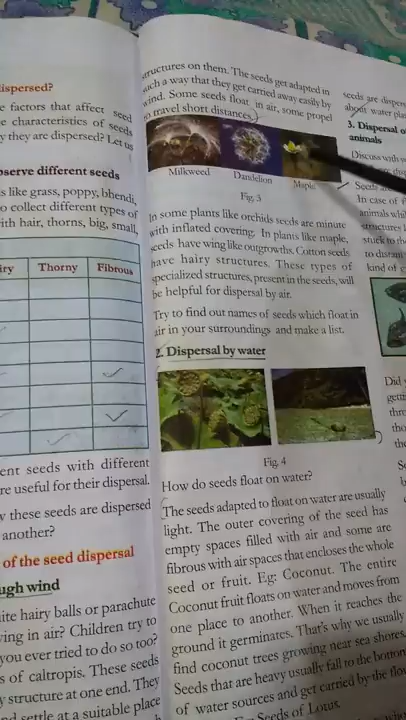 ispersed?
e factors that affect seed
e characteristics of seeds
y they are dispersed? Let us
bserve different seeds
s like grass, poppy, bhendi,
o collect different types of
ith hair, thorns, big, small,
iry Thorny Fibrous
ent seeds with different
re useful for their dispersal.
y these seeds are dispersed
another?
of the seed dispersal
ugh wind
ite hairy balls or parachute
ying in air? Children try to
you ever tried to do so too?
s of caltropis. These seeds
y structure at one end. They
nd settle at a suitable place
structures on them. The seeds get adapted in
such a way that they get carried away easily by
wind. Some seeds float in air, some propel
to travel short distances.
Milkweed Dandelion Maple
Fig. 3
In some plants like orchids seeds are minute
with inflated covering. In plants like maple,
seeds have wing like outgrowths. Cotton seeds
have hairy structures. These types of
specialized structures, present in the seeds, will
be helpful for dispersal by air.
Try to find out names of seeds which float in
air in your surroundings and make a list.
2. Dispersal by water
Fig. 4
How do seeds float on water?
The seeds adapted to float on water are usually
light. The outer covering of the seed has
empty spaces filled with air and some are
fibrous with air spaces that encloses the whole
seed or fruit. Eg: Coconut. The entire
Coconut fruit floats on water and moves from
one place to another. When it reaches the
ground it germinates. That's why we usually
find coconut trees growing near sea shores.
Seeds that are heavy usually fall to the bottom
of water sources and get carried by the flow
Seeds of Lotus.
seeds are dispers
about water plan
3. Dispersal o
animals
Discuss with y
Seeds a
In case of f
animals whi
structures l
stuck to the
to distant
kind of s
Did
getti
thro
tho
the
Se